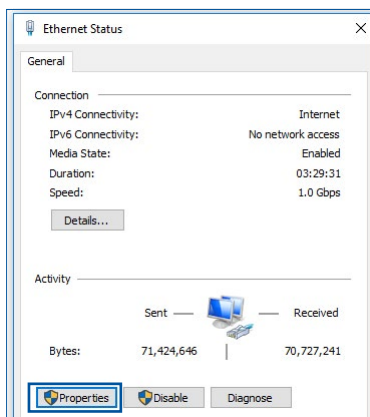 Ethernet Status
General
Connection
IPv4 Connectivity: Internet
IPv6 Connectivity: No network access
Media State: Enabled
Duration: 03:29:31
Speed: 1.0 Gbps
Details...
Activity
Sent Received
Bytes: 71,424,646 70,727,241
Properties Disable Diagnose